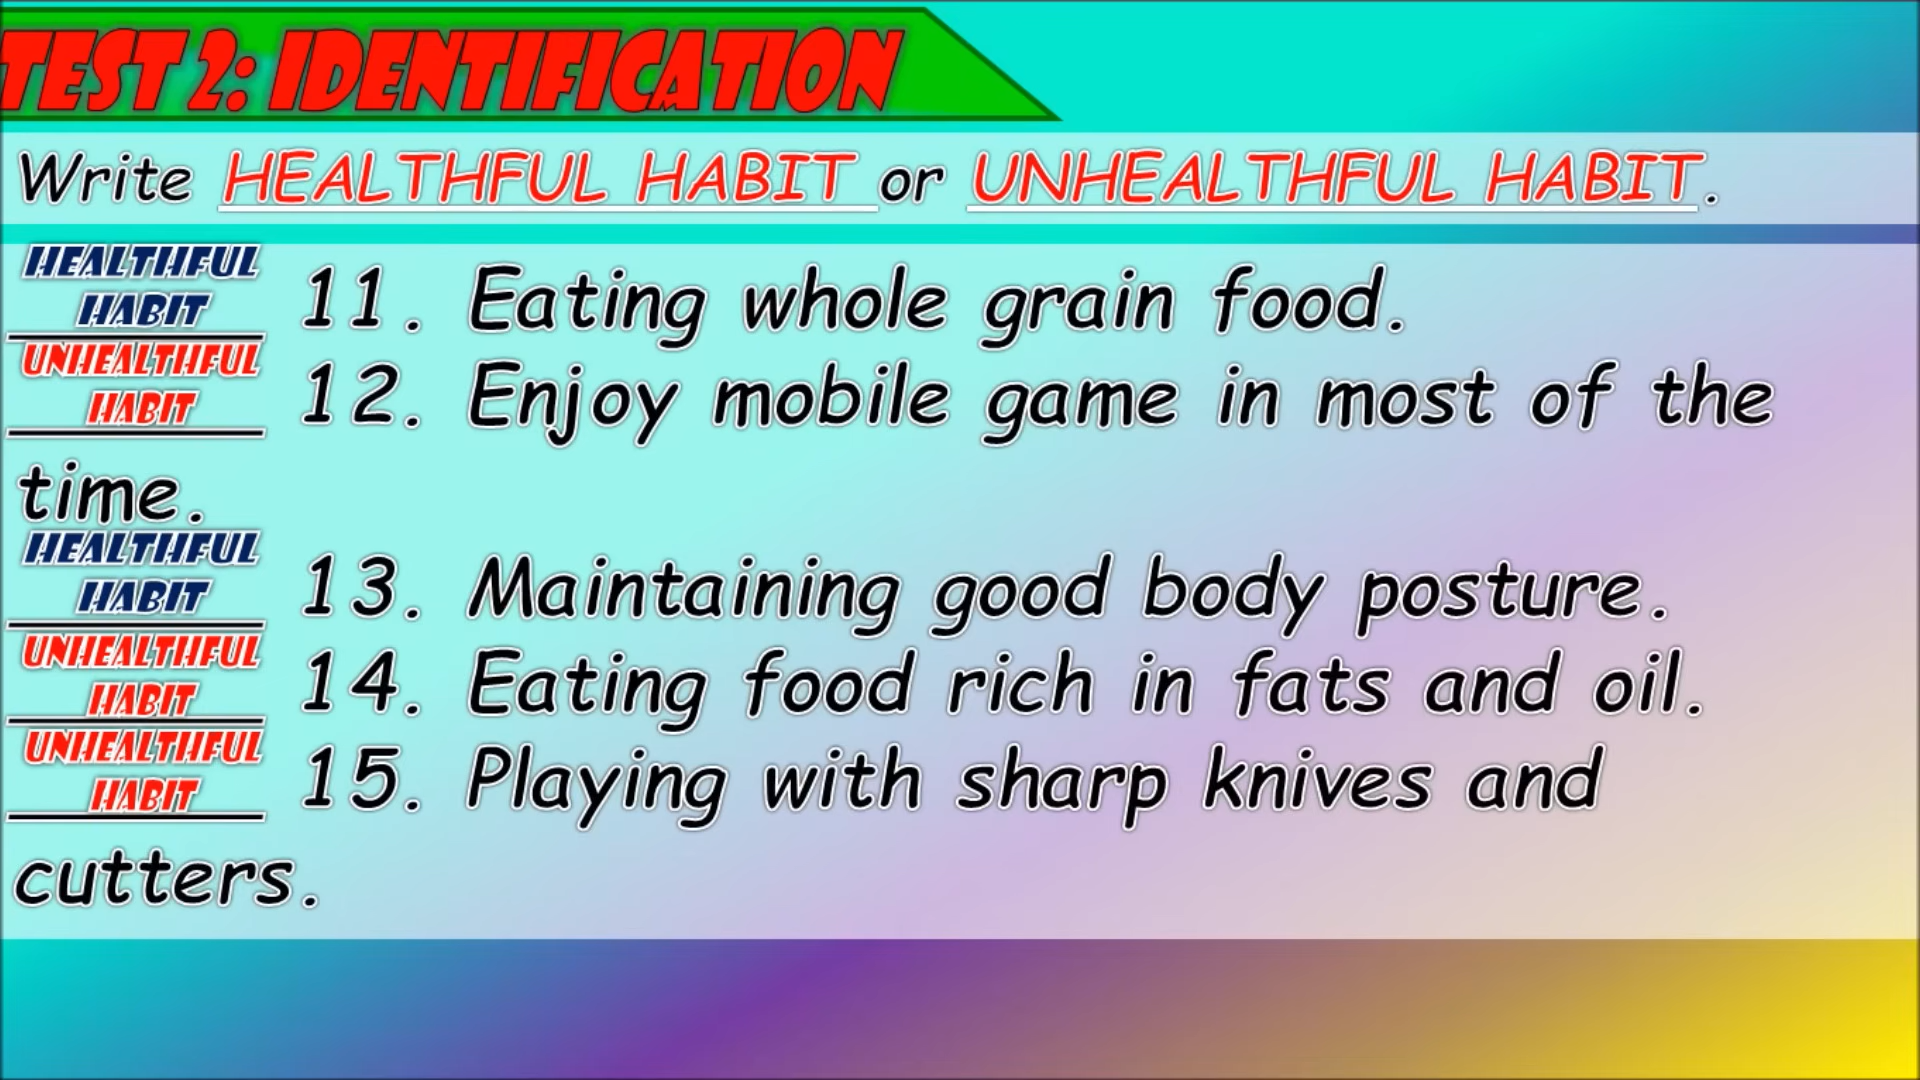 TEST 2: IDENTIFICATION
Write HEALTHFUL HABIT or UNHEALTHFUL HABIT.
HEALTHFUL
HABIT
11. Eating whole grain food.
UNHEALTHFUL
HABIT
12. Enjoy mobile game in most of the
time.
HEALTHFUL
HABIT
13. Maintaining good body posture.
UNHEALTHFUL
HABIT
14. Eating food rich in fats and oil.
UNHEALTHFUL
HABIT
15. Playing with sharp knives and
cutters.